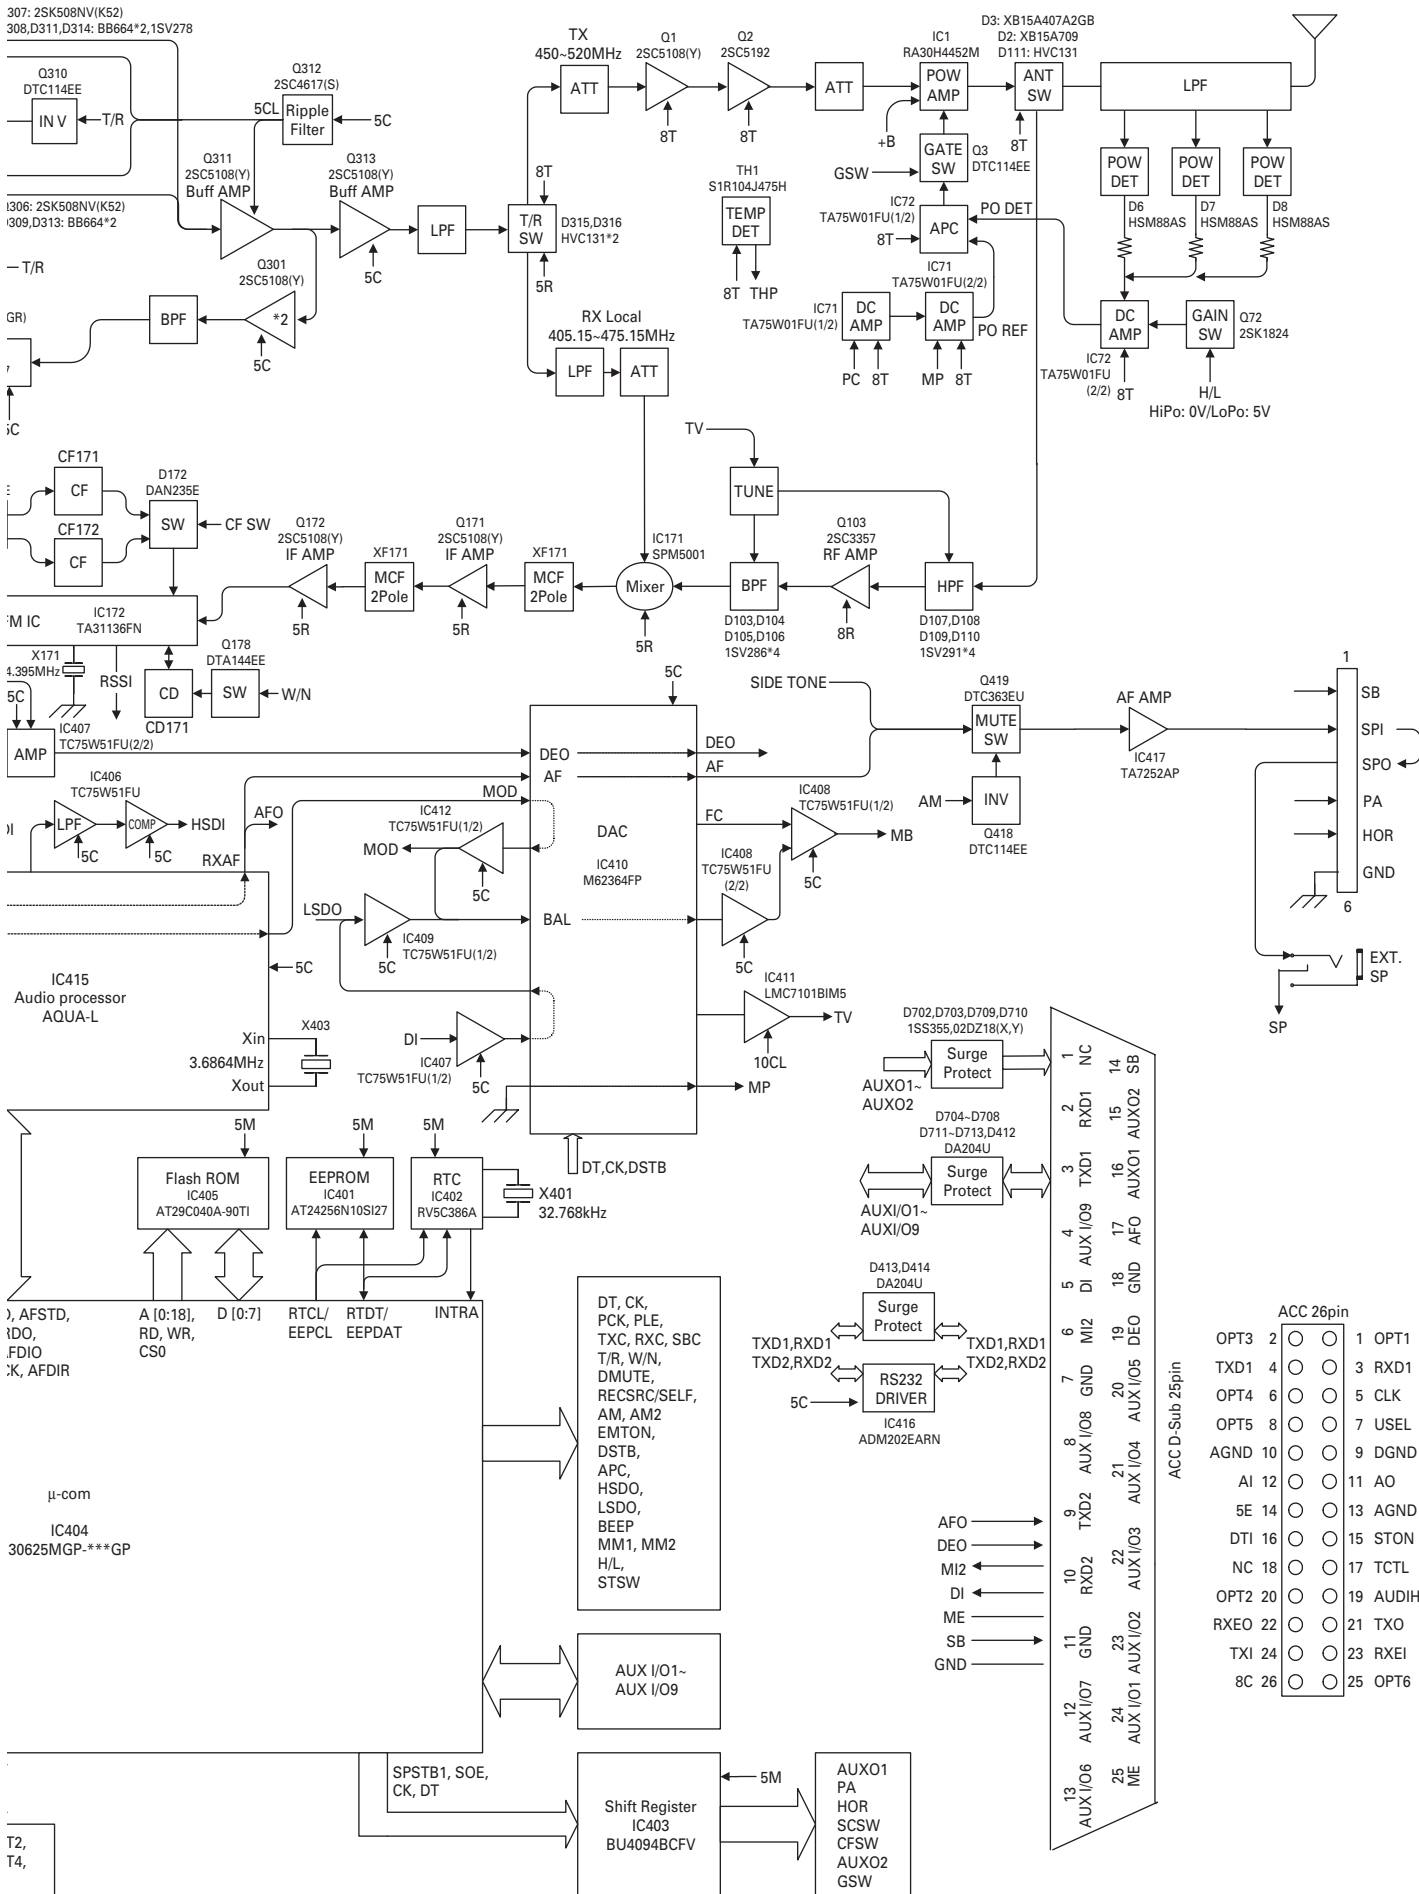 307: 2SK508NV(K52)
308,D311,D314: BB664*2,1SV278
Q310
DTC114EE
INV
T/R
Q312
2SC4617(S)
5CL
Ripple
Filter
5C
Q311
2SC5108(Y)
Buff AMP
Q313
2SC5108(Y)
Buff AMP
5C
LPF
Q306: 2SK508NV(K52)
D309,D313: BB664*2
T/R
Q301
2SC5108(Y)
*2
5C
BPF
GR)
5C
TX
450~520MHz
ATT
Q1
2SC5108(Y)
8T
Q2
2SC5192
8T
ATT
IC1
RA30H4452M
POW
AMP
+B
D3: XB15A407A2GB
D2: XB15A709
D111: HVC131
ANT
SW
8T
LPF
GATE
SW
Q3
DTC114EE
GSW
POW
DET
D6
HSM88AS
POW
DET
D7
HSM88AS
POW
DET
D8
HSM88AS
8T
T/R
SW
D315,D316
HVC131*2
5R
TH1
S1R104J475H
TEMP
DET
8T
THP
IC72
TA75W01FU(1/2)
APC
8T
PO DET
IC71
TA75W01FU(1/2)
DC
AMP
PC
8T
IC71
TA75W01FU(2/2)
DC
AMP
PO REF
MP
8T
DC
AMP
IC72
TA75W01FU
(2/2)
8T
GAIN
SW
Q72
2SK1824
H/L
HiPo: 0V/LoPo: 5V
RX Local
405.15~475.15MHz
LPF
ATT
TV
TUNE
CF171
CF
CF172
CF
D172
DAN235E
SW
CF SW
Q172
2SC5108(Y)
IF AMP
5R
XF171
MCF
2Pole
Q171
2SC5108(Y)
IF AMP
5R
XF171
MCF
2Pole
IC171
SPM5001
Mixer
5R
BPF
D103,D104
D105,D106
1SV286*4
Q103
2SC3357
RF AMP
8R
HPF
D107,D108
D109,D110
1SV291*4
FM IC
IC172
TA31136FN
X171
4.395MHz
RSSI
CD
CD171
Q178
DTA144EE
SW
W/N
5C
AMP
IC407
TC75W51FU(2/2)
IC406
TC75W51FU
DI
LPF
5C
COMP
5C
HSDI
AFO
RXAF
5C
DEO
AF
MOD
DEO
AF
DAC
IC410
M62364FP
IC412
TC75W51FU(1/2)
MOD
5C
LSDO
IC409
TC75W51FU(1/2)
5C
BAL
DI
IC407
TC75W51FU(1/2)
5C
DT,CK,DSTB
FC
IC408
TC75W51FU(1/2)
5C
MB
IC408
TC75W51FU
(2/2)
5C
IC411
LMC7101BIM5
TV
10CL
MP
SIDE TONE
Q419
DTC363EU
MUTE
SW
AM
INV
Q418
DTC114EE
AF AMP
IC417
TA7252AP
1
SB
SPI
SPO
PA
HOR
GND
6
EXT.
SP
SP
IC415
Audio processor
AQUA-L
5C
Xin
3.6864MHz
Xout
X403
5M
Flash ROM
IC405
AT29C040A-90TI
5M
EEPROM
IC401
AT24256N10SI27
5M
RTC
IC402
RV5C386A
X401
32.768kHz
, AFSTD,
RDO,
AFDIO
CK, AFDIR
A [0:18],
RD, WR,
CS0
D [0:7]
RTCL/
EEPCL
RTDT/
EEPDAT
INTRA
μ-com
IC404
30625MGP-***GP
DT, CK,
PCK, PLE,
TXC, RXC, SBC
T/R, W/N,
DMUTE,
RECSRC/SELF,
AM, AM2
EMTON,
DSTB,
APC,
HSDO,
LSDO,
BEEP
MM1, MM2
H/L,
STSW
AUX I/O1~
AUX I/O9
SPSTB1, SOE,
CK, DT
Shift Register
IC403
BU4094BCFV
5M
AUXO1
PA
HOR
SCSW
CFSW
AUXO2
GSW
T2,
T4,
D702,D703,D709,D710
1SS355,02DZ18(X,Y)
Surge
Protect
AUXO1~
AUXO2
D704~D708
D711~D713,D412
DA204U
Surge
Protect
AUXI/O1~
AUXI/O9
D413,D414
DA204U
Surge
Protect
TXD1,RXD1
TXD2,RXD2
TXD1,RXD1
TXD2,RXD2
RS232
DRIVER
5C
IC416
ADM202EARN
AFO
DEO
MI2
DI
ME
SB
GND
1 NC
2 RXD1
3 TXD1
4 AUX I/O9
5 DI
6 MI2
7 GND
8 AUX I/O8
9 TXD2
10 RXD2
11 GND
12 AUX I/O7
13 AUX I/O6
14 SB
15 AUXO2
16 AUXO1
17 AFO
18 GND
19 DEO
20 AUX I/O5
21 AUX I/O4
22 AUX I/O3
23 AUX I/O2
24 AUX I/O1
25 ME
ACC D-Sub 25pin
ACC 26pin
OPT3 2 1 OPT1
TXD1 4 3 RXD1
OPT4 6 5 CLK
OPT5 8 7 USEL
AGND 10 9 DGND
AI 12 11 AO
5E 14 13 AGND
DTI 16 15 STON
NC 18 17 TCTL
OPT2 20 19 AUDIH
RXEO 22 21 TXO
TXI 24 23 RXEI
8C 26 25 OPT6